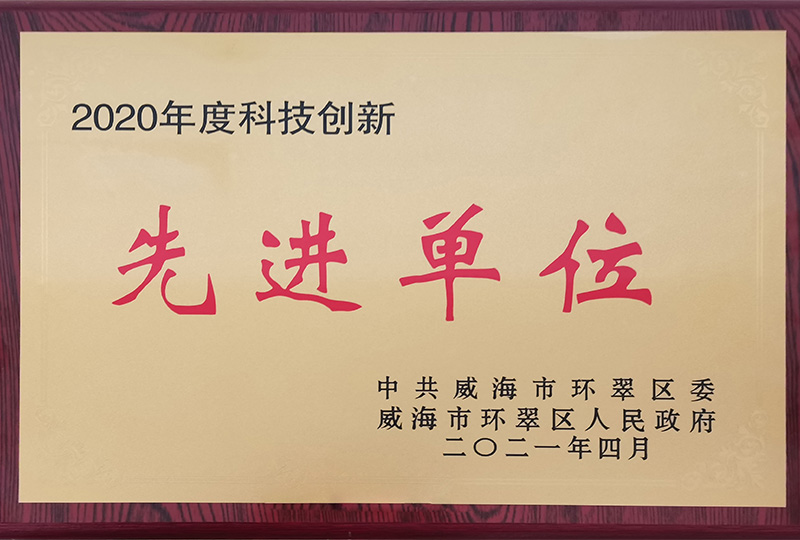 2020年度科技创新
先进单位
中共威海市环翠区委
威海市环翠区人民政府
二〇二一年四月